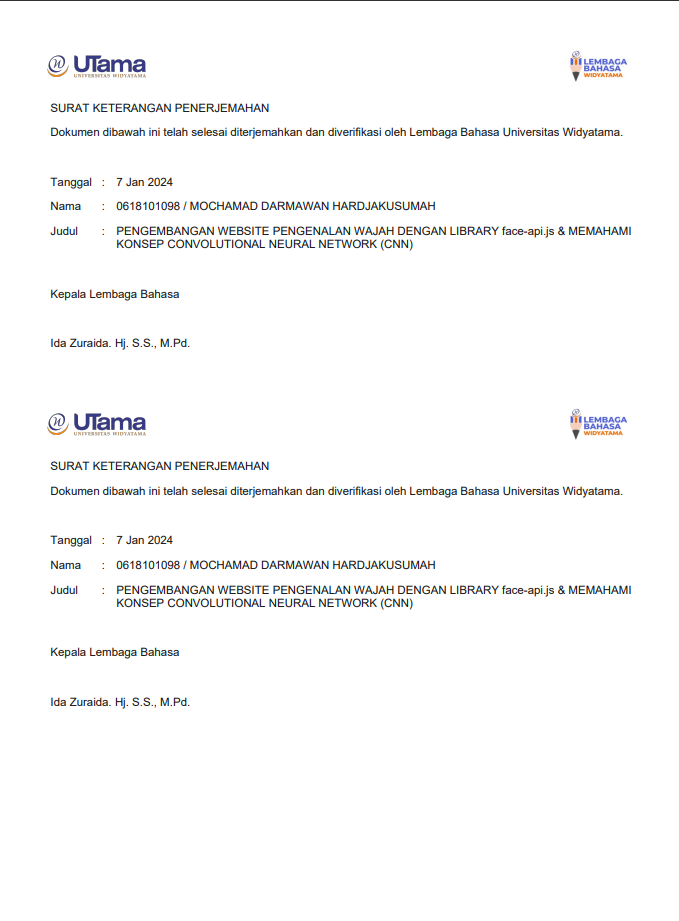 UTama
UNIVERSITAS WIDYATAMA
LEMBAGA
BAHASA
WIDYATAMA
SURAT KETERANGAN PENERJEMAHAN
Dokumen dibawah ini telah selesai diterjemahkan dan diverifikasi oleh Lembaga Bahasa Universitas Widyatama.
Tanggal : 7 Jan 2024
Nama : 0618101098 / MOCHAMAD DARMAWAN HARDJAKUSUMAH
Judul : PENGEMBANGAN WEBSITE PENGENALAN WAJAH DENGAN LIBRARY face-api.js & MEMAHAMI
KONSEP CONVOLUTIONAL NEURAL NETWORK (CNN)
Kepala Lembaga Bahasa
Ida Zuraida. Hj. S.S., M.Pd.
UTama
UNIVERSITAS WIDYATAMA
LEMBAGA
BAHASA
WIDYATAMA
SURAT KETERANGAN PENERJEMAHAN
Dokumen dibawah ini telah selesai diterjemahkan dan diverifikasi oleh Lembaga Bahasa Universitas Widyatama.
Tanggal : 7 Jan 2024
Nama : 0618101098 / MOCHAMAD DARMAWAN HARDJAKUSUMAH
Judul : PENGEMBANGAN WEBSITE PENGENALAN WAJAH DENGAN LIBRARY face-api.js & MEMAHAMI
KONSEP CONVOLUTIONAL NEURAL NETWORK (CNN)
Kepala Lembaga Bahasa
Ida Zuraida. Hj. S.S., M.Pd.